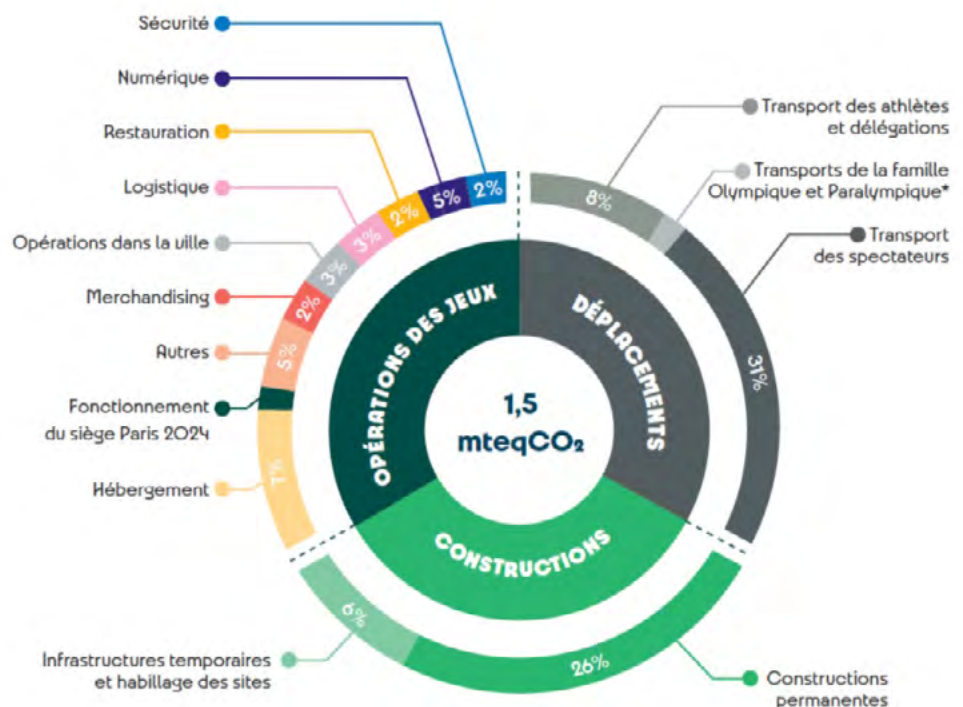 Sécurité
Numérique
Restauration
Logistique
Opérations dans la ville
Merchandising
Autres
Fonctionnement
du siège Paris 2024
Hébergement
2%
5%
2%
3%
3%
2%
5%
7%
Transport des athlètes
et délégations
Transports de la famille
Olympique et Paralympique*
Transport
des spectateurs
8%
31%
OPÉRATIONS DES JEUX
DÉPLACEMENTS
CONSTRUCTIONS
1,5
mteqCO₂
6%
26%
Infrastructures temporaires
et habillage des sites
Constructions
permanentes